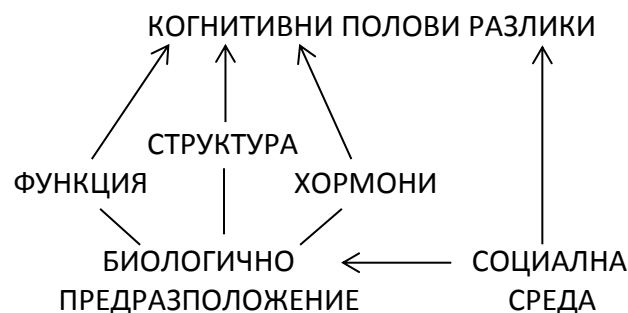 КОГНИТИВНИ ПОЛОВИ РАЗЛИКИ
СТРУКТУРА
ФУНКЦИЯ
ХОРМОНИ
БИОЛОГИЧНО
ПРЕДРАЗПОЛОЖЕНИЕ
СОЦИАЛНА
СРЕДА